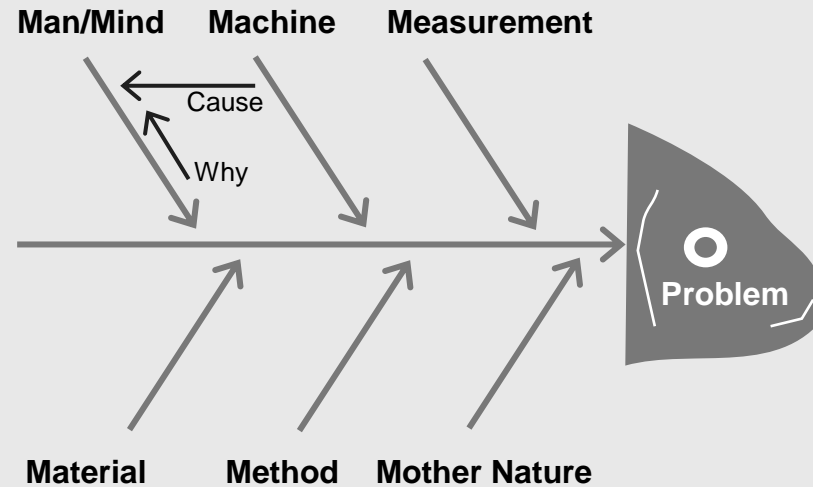 Man/Mind
Machine
Measurement
Cause
Why
Problem
Material
Method
Mother Nature